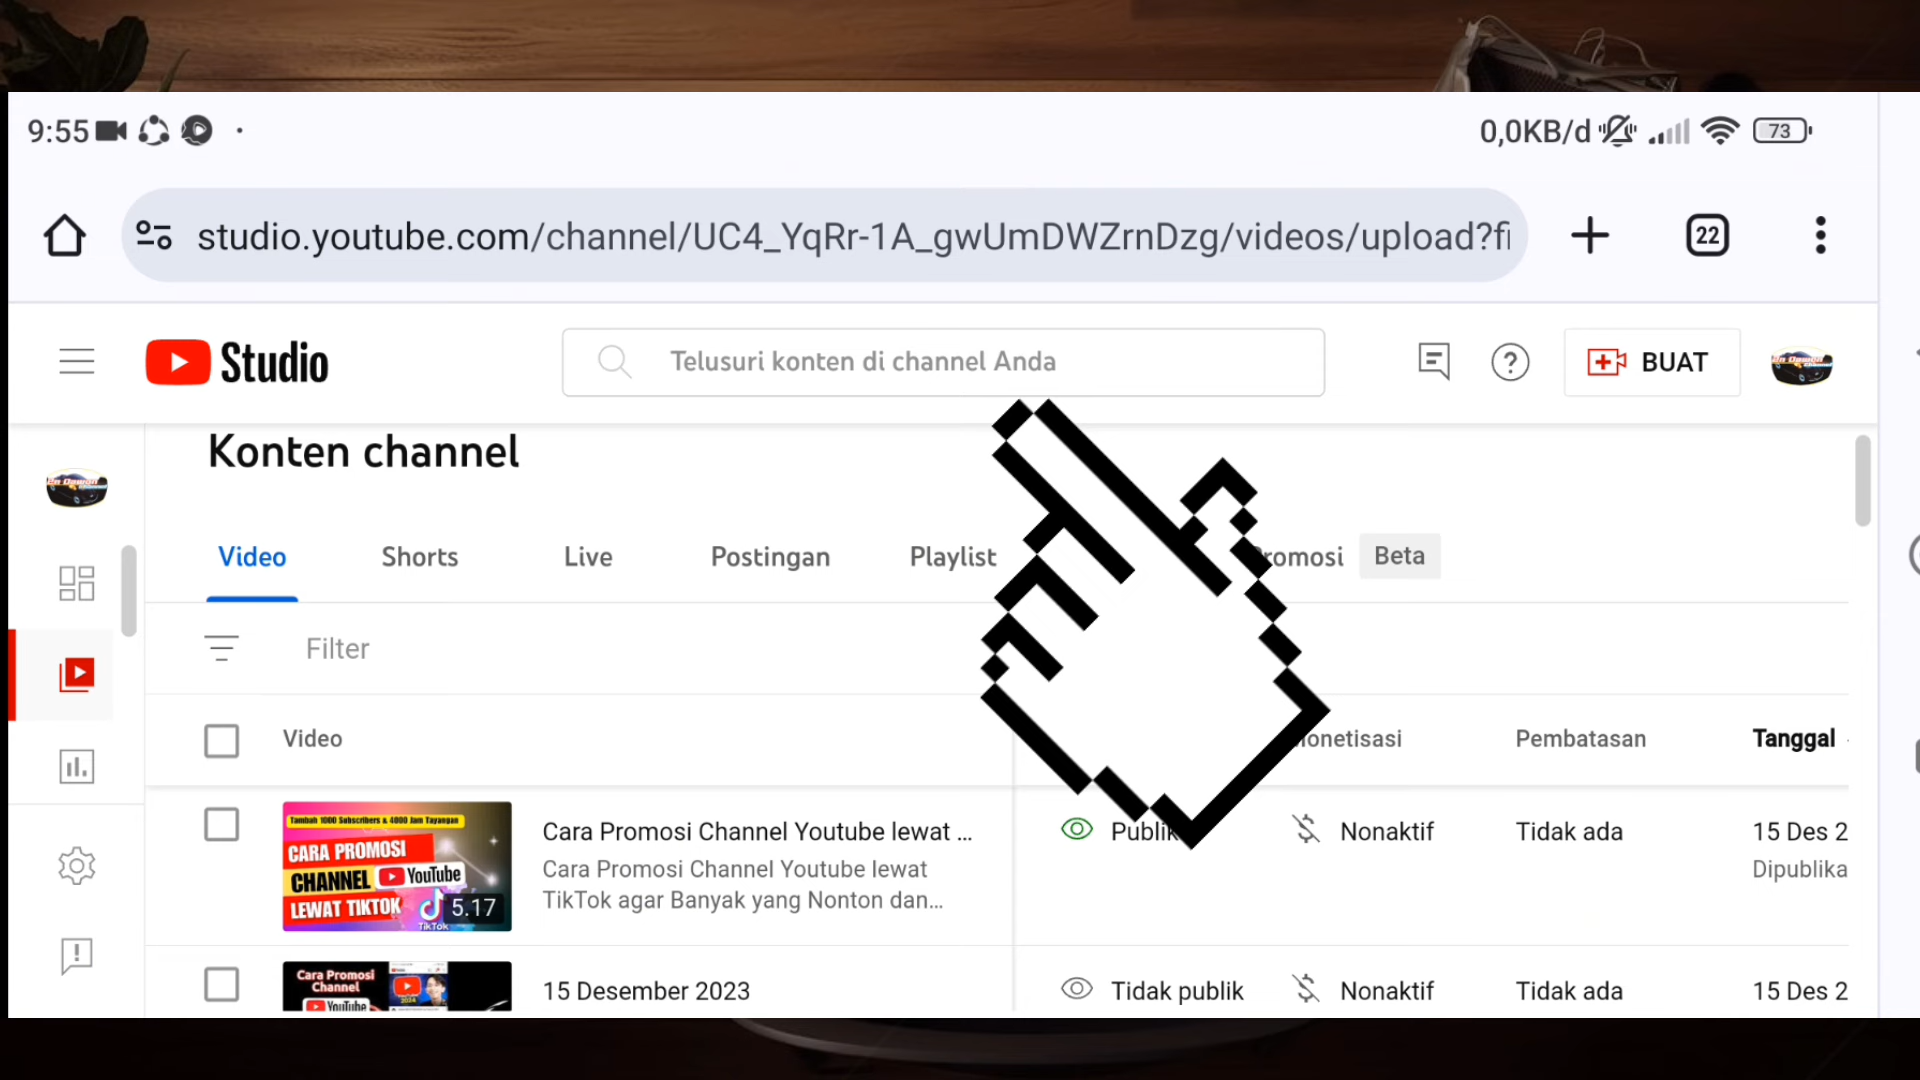 9:55
0,0KB/d
73
studio.youtube.com/channel/UC4_YqRr-1A_gwUmDWZrnDzg/videos/upload?fi
22
Studio
Telusuri konten di channel Anda
BUAT
Konten channel
Video
Shorts
Live
Postingan
Playlist
romosi
Beta
Filter
Video
onetisasi
Pembatasan
Tanggal
Tambah 1000 Subscribers & 4000 Jam Tayangan
CARA PROMOSI
CHANNEL YouTube
LEWAT TIKTOK
TikTok
5.17
Cara Promosi Channel Youtube lewat ...
Cara Promosi Channel Youtube lewat
TikTok agar Banyak yang Nonton dan...
Publik
Nonaktif
Tidak ada
15 Des 2
Dipublika
Cara Promosi
Channel
YouTube
2024
15 Desember 2023
Tidak publik
Nonaktif
Tidak ada
15 Des 2